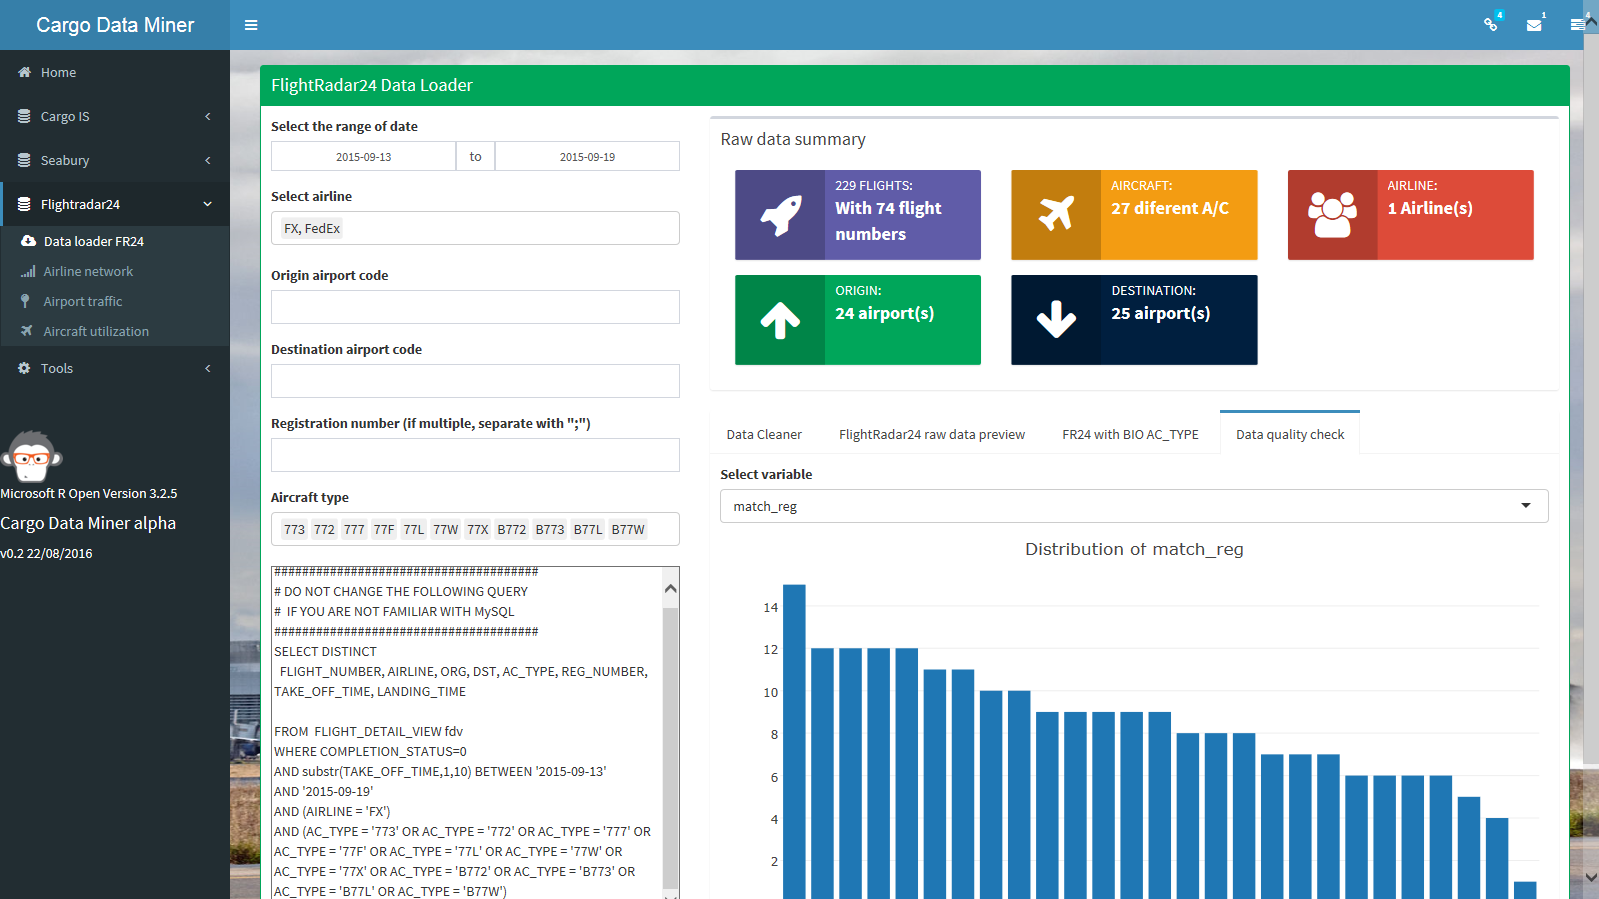 Cargo Data Miner
4
1
4
Home
Cargo IS
Seabury
Flightradar24
Data loader FR24
Airline network
Airport traffic
Aircraft utilization
Tools
Microsoft R Open Version 3.2.5
Cargo Data Miner alpha
v0.2 22/08/2016
FlightRadar24 Data Loader
Select the range of date
2015-09-13 to 2015-09-19
Select airline
FX, FedEx
Origin airport code
Destination airport code
Registration number (if multiple, separate with ";")
Aircraft type
773 772 777 77F 77L 77W 77X B772 B773 B77L B77W
######################################
# DO NOT CHANGE THE FOLLOWING QUERY
#  IF YOU ARE NOT FAMILIAR WITH MySQL
######################################
SELECT DISTINCT
FLIGHT_NUMBER, AIRLINE, ORG, DST, AC_TYPE, REG_NUMBER,
TAKE_OFF_TIME, LANDING_TIME
FROM  FLIGHT_DETAIL_VIEW fdv
WHERE COMPLETION_STATUS=0
AND substr(TAKE_OFF_TIME,1,10) BETWEEN '2015-09-13'
AND '2015-09-19'
AND (AIRLINE = 'FX')
AND (AC_TYPE = '773' OR AC_TYPE = '772' OR AC_TYPE = '777' OR
AC_TYPE = '77F' OR AC_TYPE = '77L' OR AC_TYPE = '77W' OR
AC_TYPE = '77X' OR AC_TYPE = 'B772' OR AC_TYPE = 'B773' OR
AC_TYPE = 'B77L' OR AC_TYPE = 'B77W')
Raw data summary
229 FLIGHTS:
With 74 flight
numbers
AIRCRAFT:
27 diferent A/C
AIRLINE:
1 Airline(s)
ORIGIN:
24 airport(s)
DESTINATION:
25 airport(s)
Data Cleaner
FlightRadar24 raw data preview
FR24 with BIO AC_TYPE
Data quality check
Select variable
match_reg
Distribution of match_reg
14
12
10
8
6
4
2